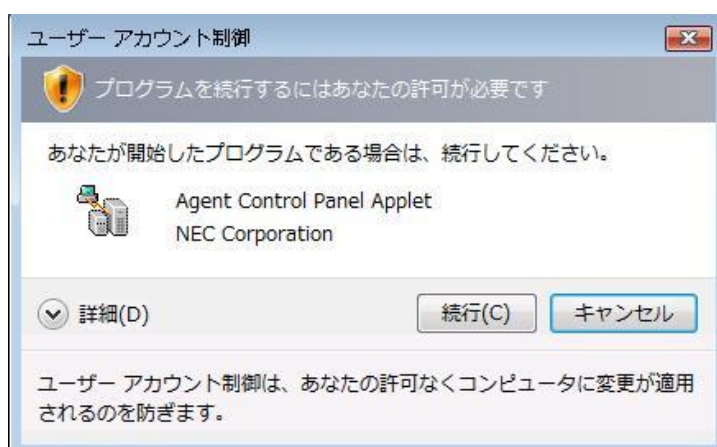 ユーザー アカウント制御
プログラムを続行するにはあなたの許可が必要です
あなたが開始したプログラムである場合は、続行してください。
Agent Control Panel Applet
NEC Corporation
詳細(D)
続行(C)
キャンセル
ユーザー アカウント制御は、あなたの許可なくコンピュータに変更が適用
されるのを防ぎます。